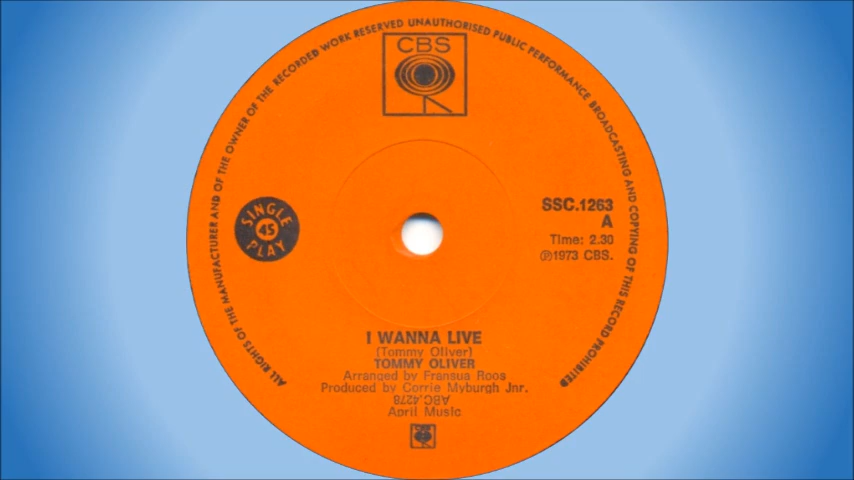 ALL RIGHTS OF THE MANUFACTURER AND OF THE OWNER OF THE RECORDED WORK RESERVED UNAUTHORISED PUBLIC PERFORMANCE BROADCASTING AND COPYING OF THIS RECORD PROHIBITED
CBS
SINGLE
45
PLAY
SSC.1263
A
Time: 2.30
Ⓟ1973 CBS.
I WANNA LIVE
(Tommy Oliver)
TOMMY OLIVER
Arranged by Fransua Roos
Produced by Corrie Myburgh Jnr.
ABC.4278
April Music